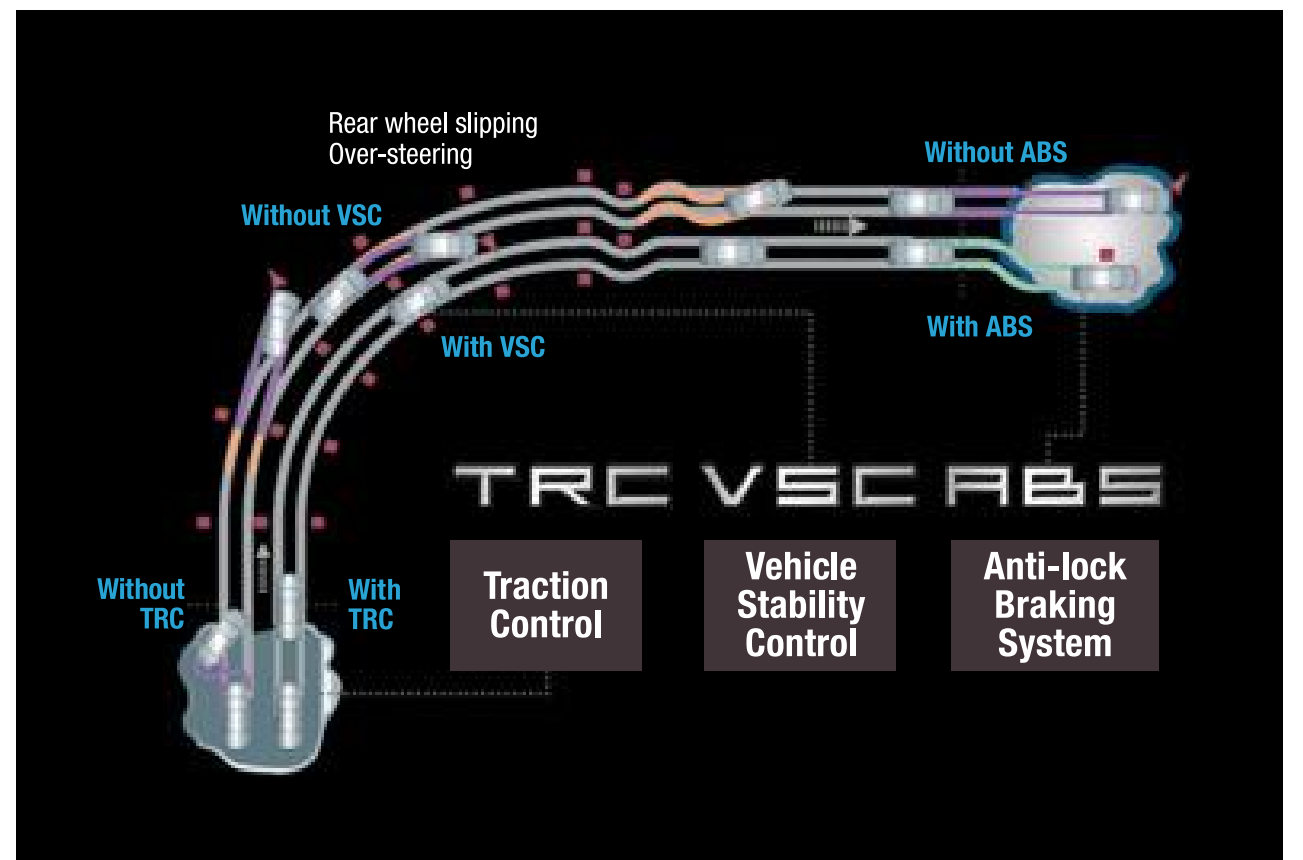 Rear wheel slipping
Over-steering
Without ABS
Without VSC
With ABS
With VSC
TRC VSC ABS
Without
TRC
With
TRC
Traction
Control
Vehicle
Stability
Control
Anti-lock
Braking
System